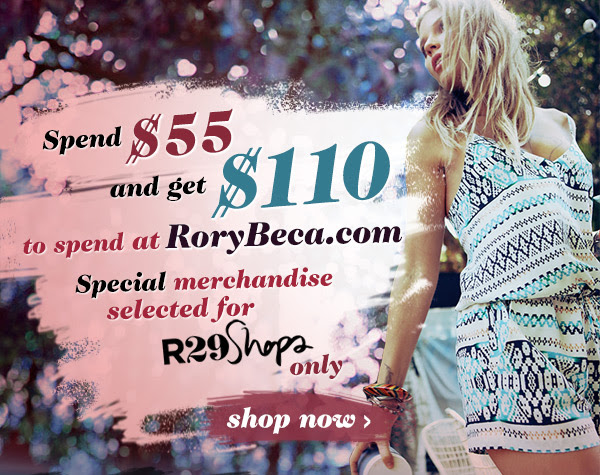 Spend $55
and get $110
to spend at RoryBeca.com
Special merchandise
selected for
R29Shops
only
shop now ›